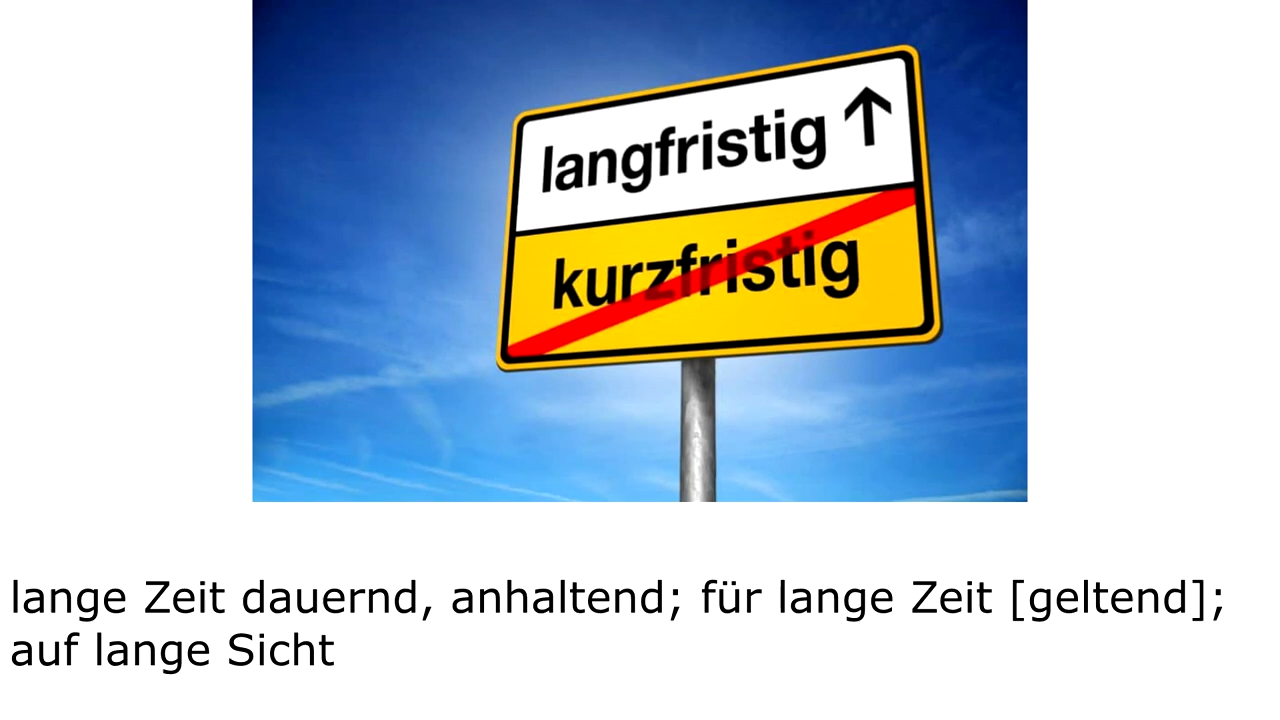 langfristig ↑
kurzfristig
lange Zeit dauernd, anhaltend; für lange Zeit [geltend];
auf lange Sicht